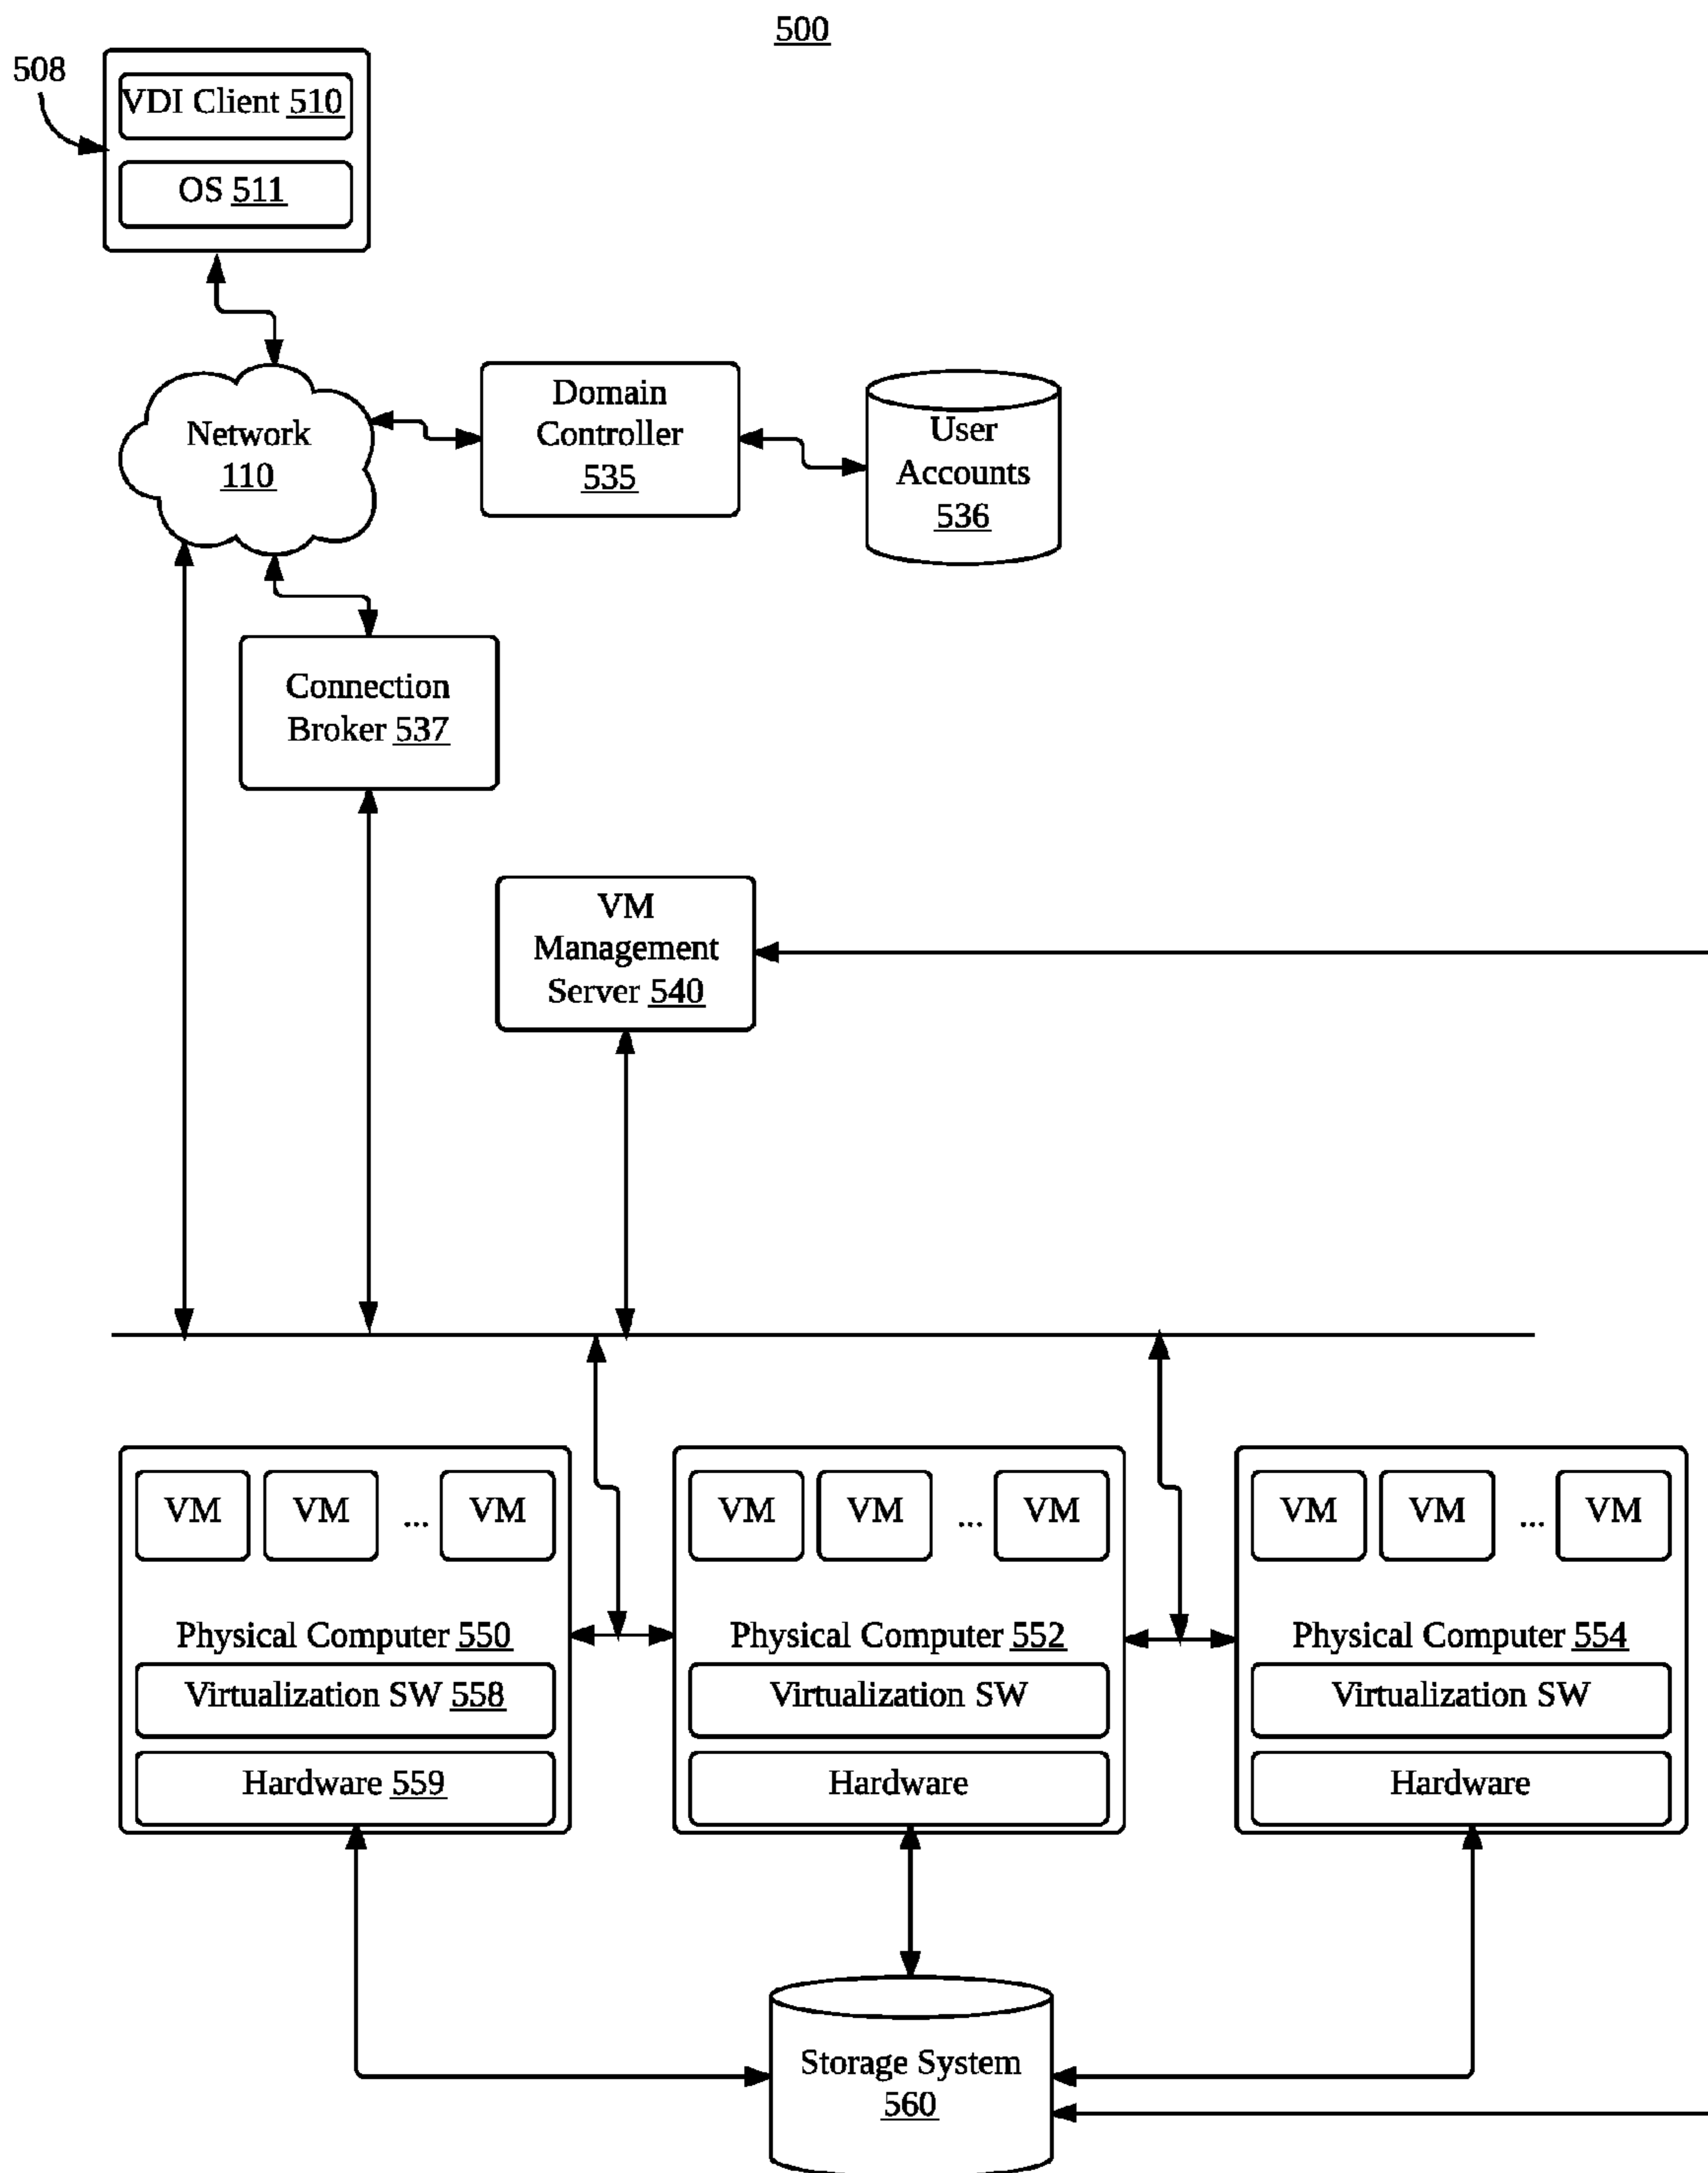 500
508
VDI Client 510
OS 511
Network
110
Domain
Controller
535
User
Accounts
536
Connection
Broker 537
VM
Management
Server 540
VM VM ... VM
Physical Computer 550
Virtualization SW 558
Hardware 559
VM VM ... VM
Physical Computer 552
Virtualization SW
Hardware
VM VM ... VM
Physical Computer 554
Virtualization SW
Hardware
Storage System
560